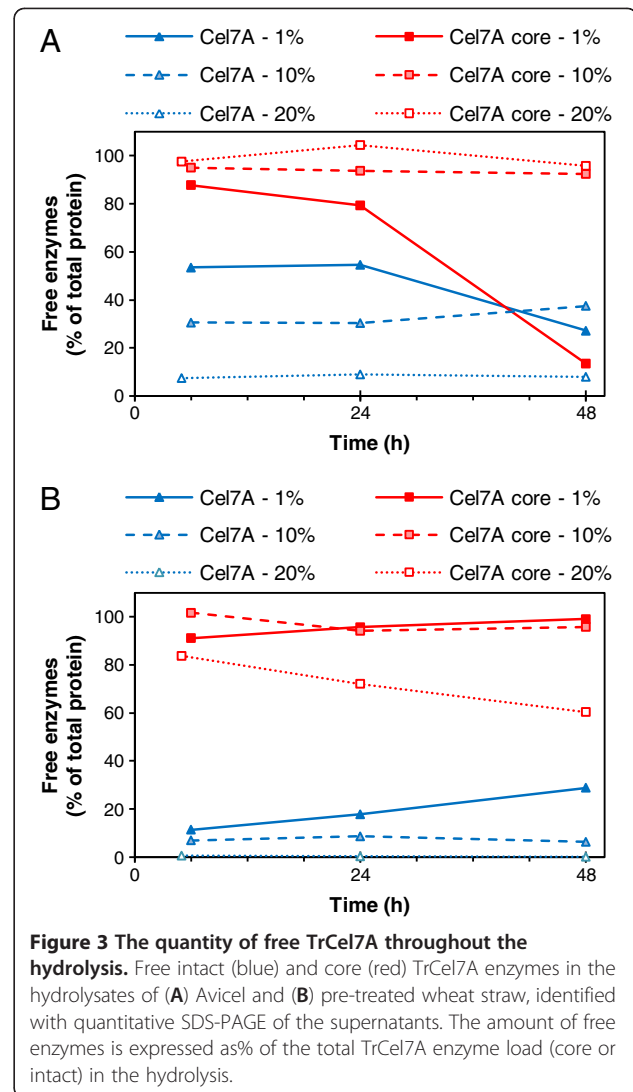 A
Cel7A - 1% Cel7A core - 1%
Cel7A - 10% Cel7A core - 10%
Cel7A - 20% Cel7A core - 20%
100
80
60
40
20
0
Free enzymes
(% of total protein)
0 24 48
Time (h)
B
Cel7A - 1% Cel7A core - 1%
Cel7A - 10% Cel7A core - 10%
Cel7A - 20% Cel7A core - 20%
100
80
60
40
20
0
Free enzymes
(% of total protein)
0 24 48
Time (h)
Figure 3 The quantity of free TrCel7A throughout the
hydrolysis. Free intact (blue) and core (red) TrCel7A enzymes in the
hydrolysates of (A) Avicel and (B) pre-treated wheat straw, identified
with quantitative SDS-PAGE of the supernatants. The amount of free
enzymes is expressed as% of the total TrCel7A enzyme load (core or
intact) in the hydrolysis.